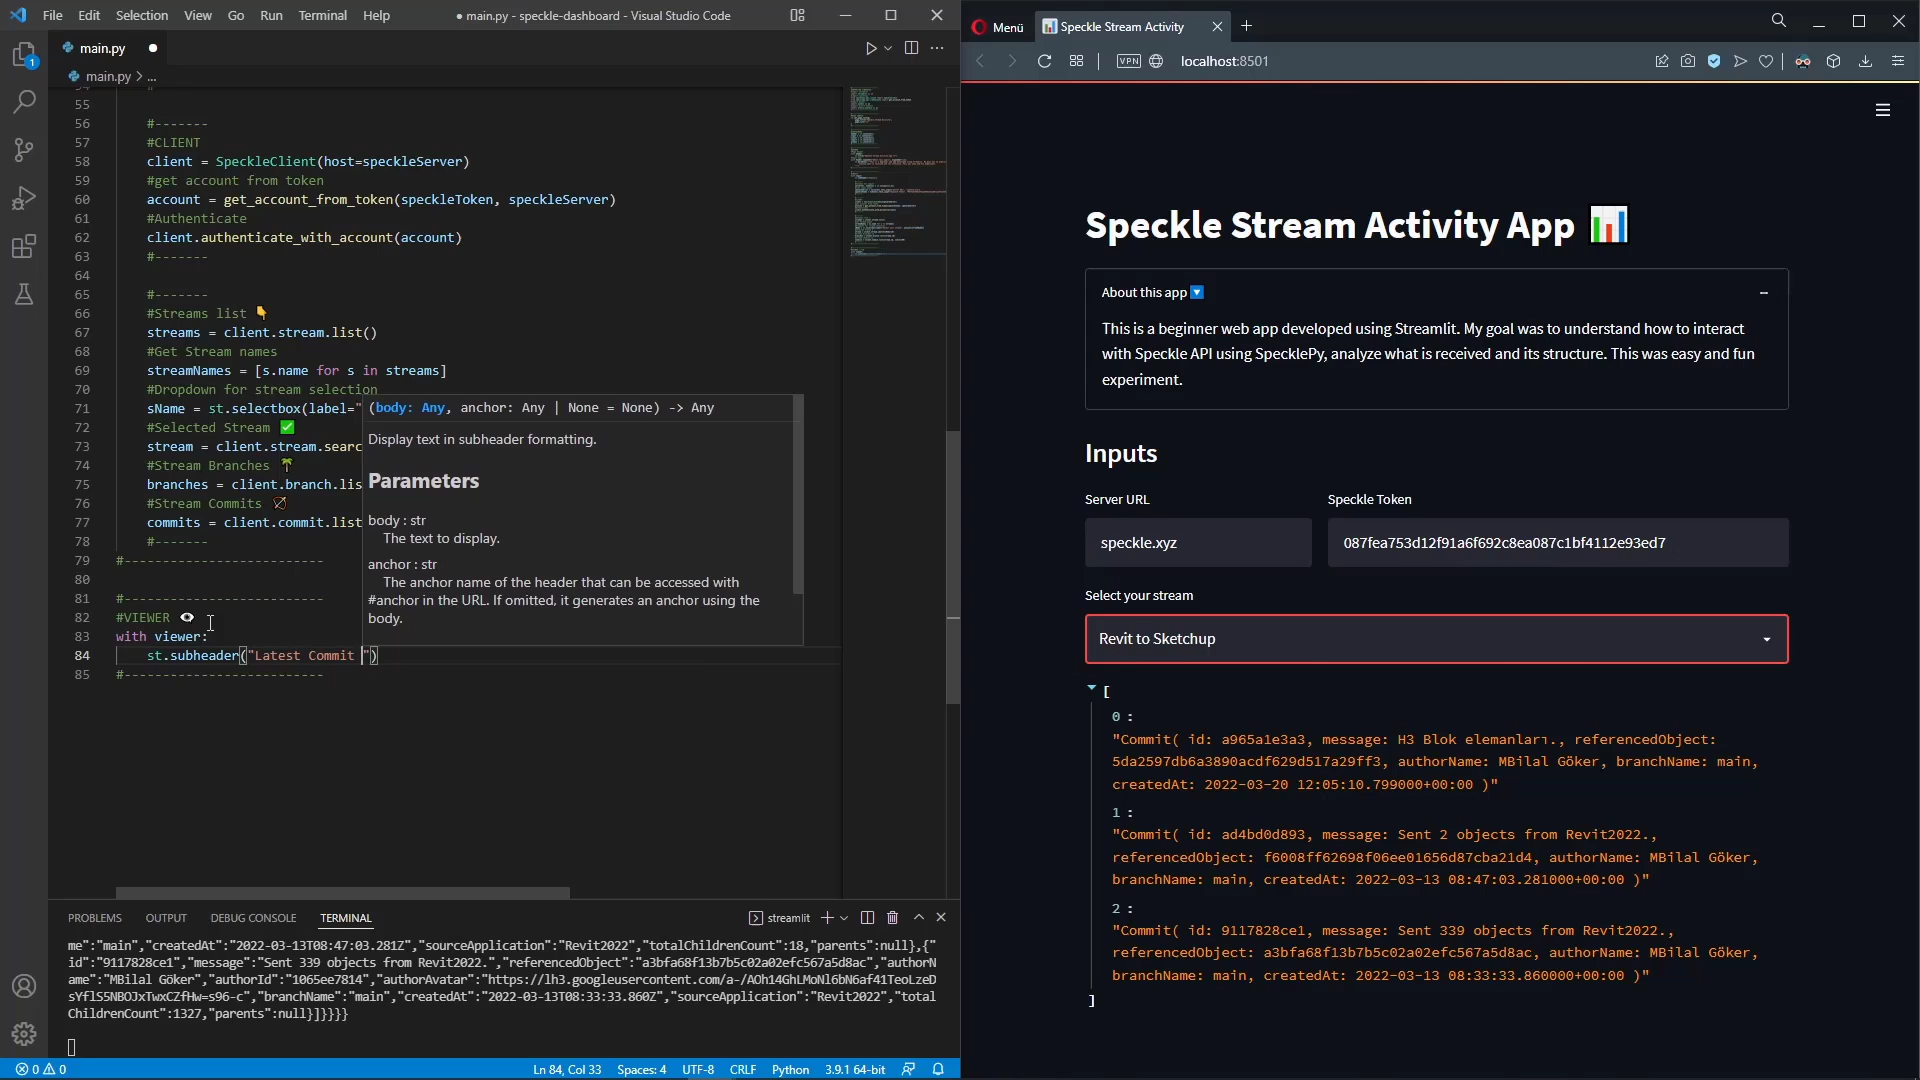 File Edit Selection View Go Run Terminal Help
● main.py - speckle-dashboard - Visual Studio Code
main.py ●
main.py > ...
55
56 #-------
57 #CLIENT
58 client = SpeckleClient(host=speckleServer)
59 #get account from token
60 account = get_account_from_token(speckleToken, speckleServer)
61 #Authenticate
62 client.authenticate_with_account(account)
63 #-------
64
65 #-------
66 #Streams list 👇
67 streams = client.stream.list()
68 #Get Stream names
69 streamNames = [s.name for s in streams]
70 #Dropdown for stream selection
71 sName = st.selectbox(label="
72 #Selected Stream ✅
73 stream = client.stream.searc
74 #Stream Branches 🌴
75 branches = client.branch.lis
76 #Stream Commits 🏹
77 commits = client.commit.list
78 #-------
79 #--------------------------
80
81 #--------------------------
82 #VIEWER 👁
83 with viewer:
84 st.subheader("Latest Commit ")
85 #--------------------------
(body: Any, anchor: Any | None = None) -> Any
Display text in subheader formatting.
Parameters
body : str
The text to display.
anchor : str
The anchor name of the header that can be accessed with
#anchor in the URL. If omitted, it generates an anchor using the
body.
PROBLEMS OUTPUT DEBUG CONSOLE TERMINAL
streamlit
me":"main","createdAt":"2022-03-13T08:47:03.281Z","sourceApplication":"Revit2022","totalChildrenCount":18,"parents":null},{"
id":"9117828ce1","message":"Sent 339 objects from Revit2022.","referencedObject":"a3bfa68f13b7b5c02a02efc567a5d8ac","authorN
ame":"MBilal Göker","authorId":"1065ee7814","authorAvatar":"https://lh3.googleusercontent.com/a-/AOh14GhLMoNl6bN6af41TeoLzeD
sYflS5NBOJxTwxCZfHw=s96-c","branchName":"main","createdAt":"2022-03-13T08:33:33.860Z","sourceApplication":"Revit2022","total
ChildrenCount":1327,"parents":null}]}}}}
0 0
Ln 84, Col 33 Spaces: 4 UTF-8 CRLF Python 3.9.1 64-bit
Menü
Speckle Stream Activity
VPN
localhost:8501
Speckle Stream Activity App 📊
About this app🔽
This is a beginner web app developed using Streamlit. My goal was to understand how to interact
with Speckle API using SpecklePy, analyze what is received and its structure. This was easy and fun
experiment.
Inputs
Server URL Speckle Token
speckle.xyz 087fea753d12f91a6f692c8ea087c1bf4112e93ed7
Select your stream
Revit to Sketchup
[
0 :
"Commit( id: a965a1e3a3, message: H3 Blok elemanları., referencedObject:
5da2597db6a3890acdf629d517a29ff3, authorName: MBilal Göker, branchName: main,
createdAt: 2022-03-20 12:05:10.799000+00:00 )"
1 :
"Commit( id: ad4bd0d893, message: Sent 2 objects from Revit2022.,
referencedObject: f6008ff62698f06ee01656d87cba21d4, authorName: MBilal Göker,
branchName: main, createdAt: 2022-03-13 08:47:03.281000+00:00 )"
2 :
"Commit( id: 9117828ce1, message: Sent 339 objects from Revit2022.,
referencedObject: a3bfa68f13b7b5c02a02efc567a5d8ac, authorName: MBilal Göker,
branchName: main, createdAt: 2022-03-13 08:33:33.860000+00:00 )"
]